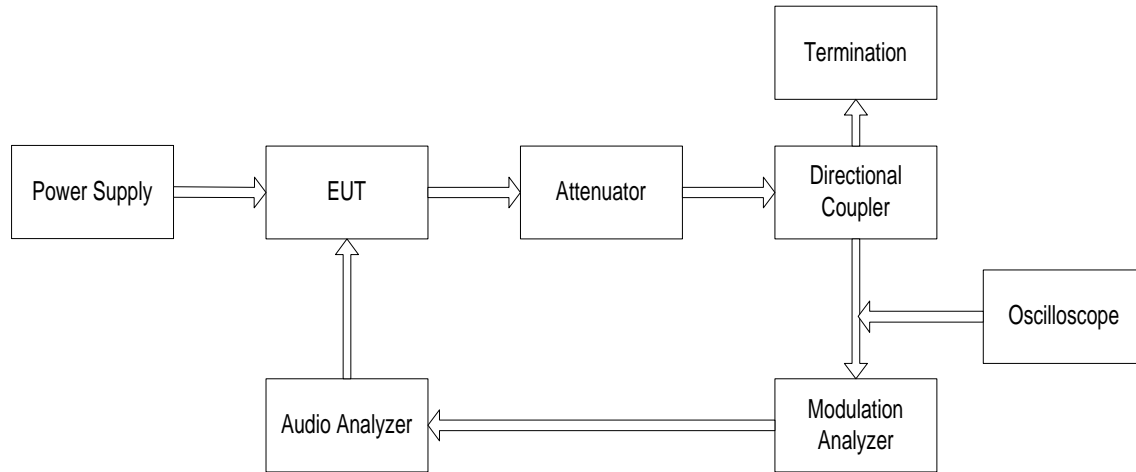 Termination
Power Supply
EUT
Attenuator
Directional
Coupler
Oscilloscope
Audio Analyzer
Modulation
Analyzer